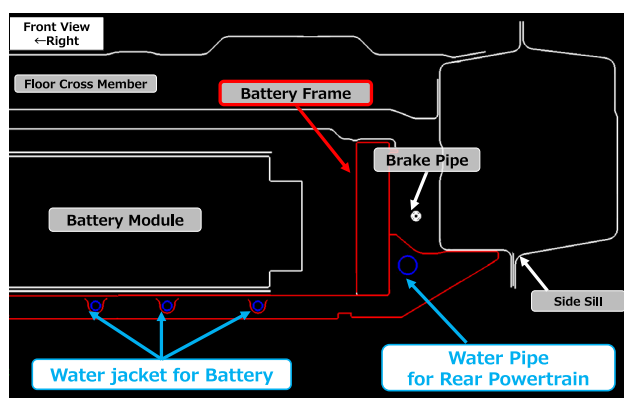 Front View
←Right
Floor Cross Member
Battery Frame
Brake Pipe
Battery Module
Side Sill
Water jacket for Battery
Water Pipe
for Rear Powertrain